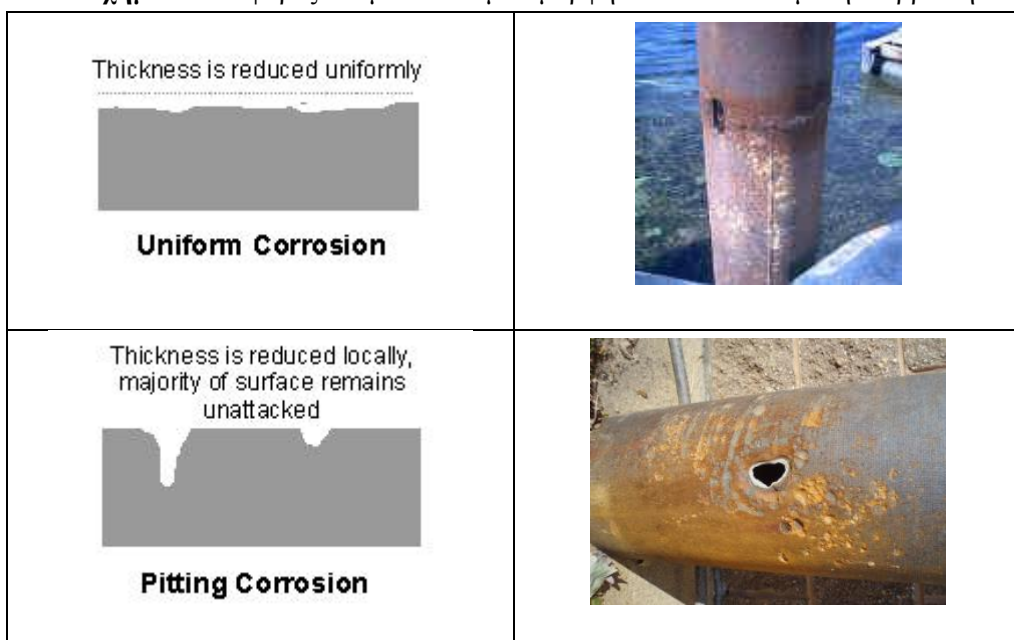 Thickness is reduced uniformly
Uniform Corrosion
Thickness is reduced locally,
majority of surface remains
unattacked
Pitting Corrosion